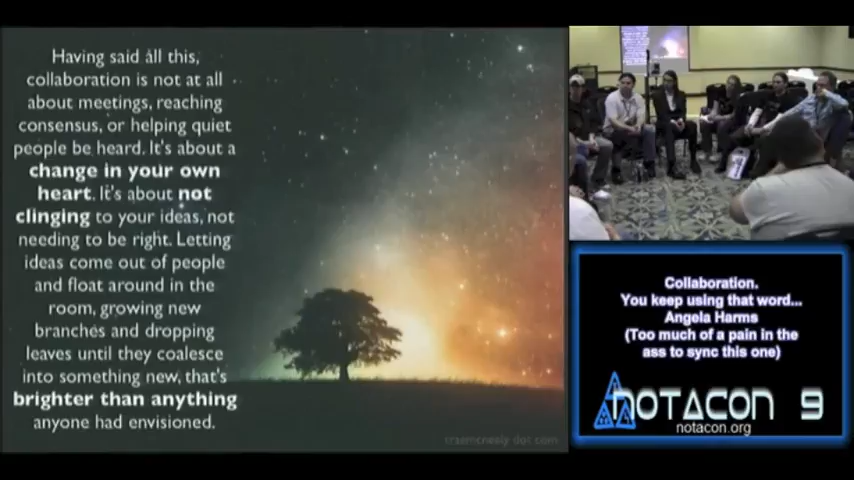 Having said all this,
collaboration is not at all
about meetings, reaching
consensus, or helping quiet
people be heard. It's about a
change in your own
heart. It's about not
clinging to your ideas, not
needing to be right. Letting
ideas come out of people
and float around in the
room, growing new
branches and dropping
leaves until they coalesce
into something new, that's
brighter than anything
anyone had envisioned.
Collaboration.
You keep using that word...
Angela Harms
(Too much of a pain in the
ass to sync this one)
NOTACON 9
notacon.org